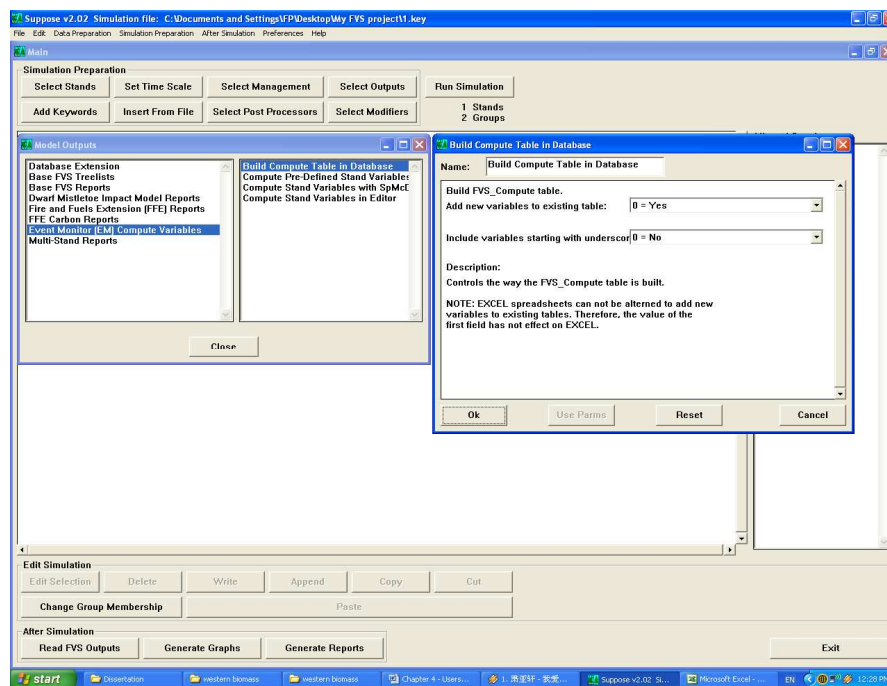 Suppose v2.02 Simulation file: C:\Documents and Settings\FP\Desktop\My FVS project\1.key
File Edit Data Preparation Simulation Preparation After Simulation Preferences Help
Main
Simulation Preparation
Select Stands Set Time Scale Select Management Select Outputs Run Simulation
Add Keywords Insert From File Select Post Processors Select Modifiers
1 Stands
2 Groups
Model Outputs
Database Extension
Base FVS Treelists
Base FVS Reports
Dwarf Mistletoe Impact Model Reports
Fire and Fuels Extension (FFE) Reports
FFE Carbon Reports
Event Monitor (EM) Compute Variables
Multi-Stand Reports
Build Compute Table in Database
Compute Pre-Defined Stand Variables
Compute Stand Variables with SpMcD
Compute Stand Variables in Editor
Close
Build Compute Table in Database
Name: Build Compute Table in Database
Build FVS_Compute table.
Add new variables to existing table: 0 = Yes
Include variables starting with underscor 0 = No
Description:
Controls the way the FVS_Compute table is built.
NOTE: EXCEL spreadsheets can not be alterned to add new
variables to existing tables. Therefore, the value of the
first field has not effect on EXCEL.
Ok Use Parms Reset Cancel
Edit Simulation
Edit Selection Delete Write Append Copy Cut
Change Group Membership Paste
After Simulation
Read FVS Outputs Generate Graphs Generate Reports Exit
start Dissertation western biomass western biomass Chapter 4 - Users... 1. 萧亚轩 - 我爱... Suppose v2.02 Si... Microsoft Excel - ... EN 12:28 PM